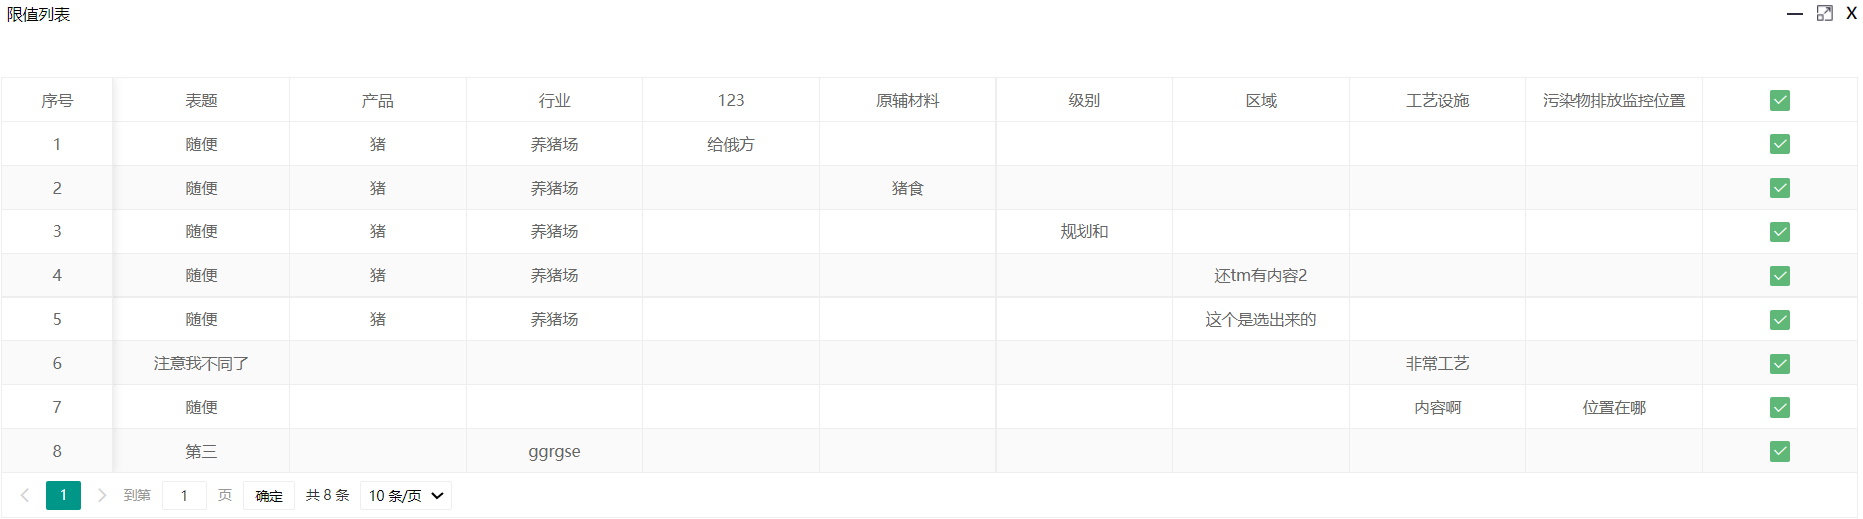 限值列表
序号 表题 产品 行业 123 原辅材料 级别 区域 工艺设施 污染物排放监控位置
1 随便 猪 养猪场 给俄方
2 随便 猪 养猪场 猪食
3 随便 猪 养猪场 规划和
4 随便 猪 养猪场 还tm有内容2
5 随便 猪 养猪场 这个是选出来的
6 注意我不同了 非常工艺
7 随便 内容啊 位置在哪
8 第三 ggrgse
1 到第 1 页 确定 共 8 条 10 条/页